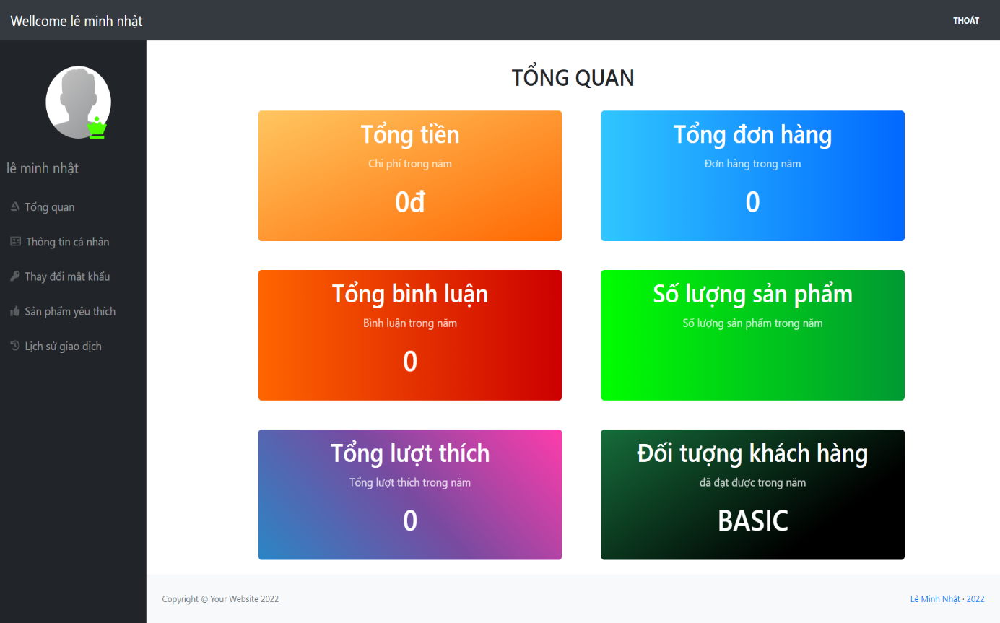 Wellcome lê minh nhật
THOÁT
lê minh nhật
Tổng quan
Thông tin cá nhân
Thay đổi mật khẩu
Sản phẩm yêu thích
Lịch sử giao dịch
TỔNG QUAN
Tổng tiền
Chi phí trong năm
0đ
Tổng đơn hàng
Đơn hàng trong năm
0
Tổng bình luận
Bình luận trong năm
0
Số lượng sản phẩm
Số lượng sản phẩm trong năm
Tổng lượt thích
Tổng lượt thích trong năm
0
Đối tượng khách hàng
đã đạt được trong năm
BASIC
Copyright © Your Website 2022
Lê Minh Nhật · 2022